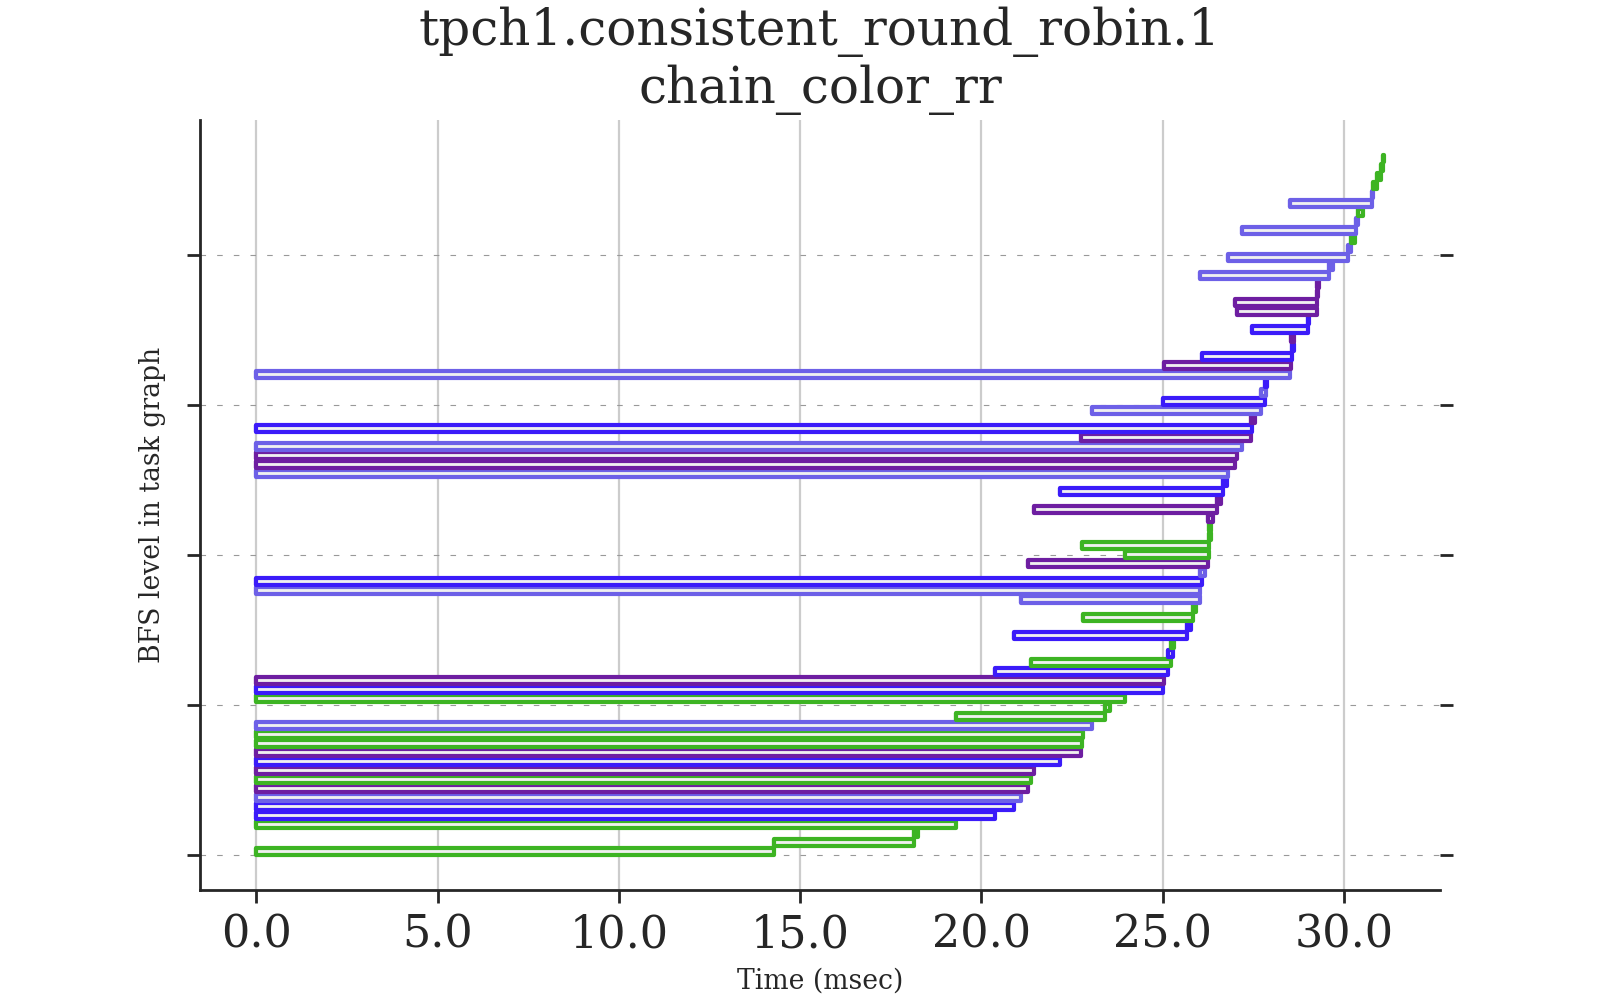 tpch1.consistent_round_robin.1
chain_color_rr
BFS level in task graph
0.0 5.0 10.0 15.0 20.0 25.0 30.0
Time (msec)